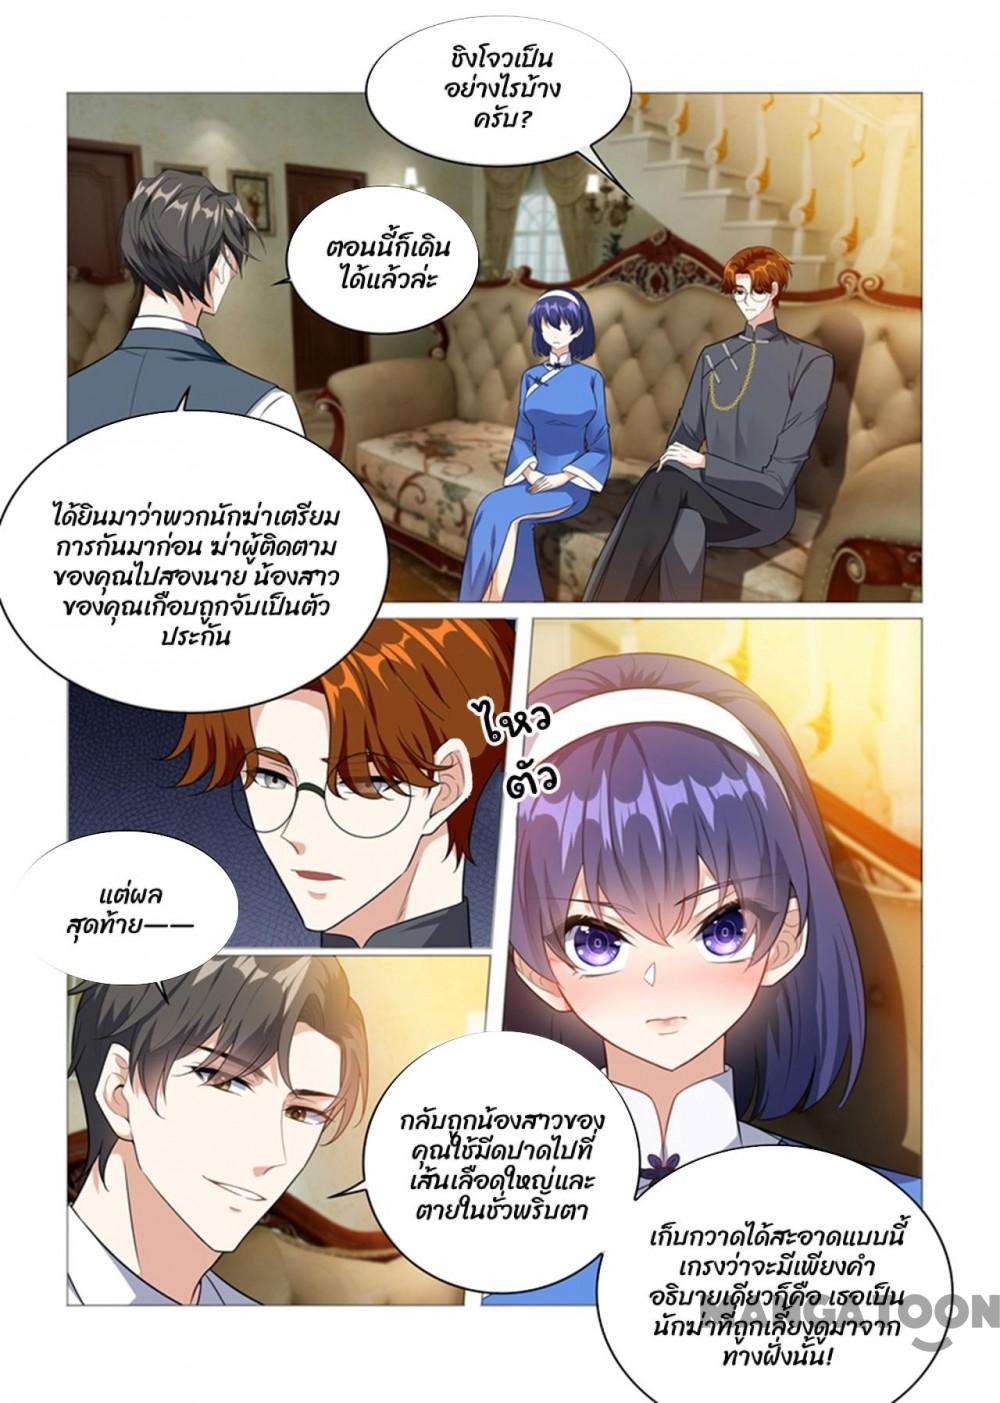 ชิงโจวเป็น
อย่างไรบ้าง
ครับ?
ตอนนี้ก็เดิน
ได้แล้วล่ะ
ได้ยินมาว่าพวกนักฆ่าเตรียม
การกันมาก่อน ฆ่าผู้ติดตาม
ของคุณไปสองนาย น้องสาว
ของคุณเกือบถูกจับเป็นตัว
ประกัน
ไหว
ตัว
แต่ผล
สุดท้าย——
กลับถูกน้องสาวของ
คุณใช้มีดปาดไปที่
เส้นเลือดใหญ่และ
ตายในชั่วพริบตา
เก็บกวาดได้สะอาดแบบนี้
เกรงว่าจะมีเพียงคำ
อธิบายเดียวก็คือ เธอเป็น
นักฆ่าที่ถูกเลี้ยงดูมาจาก
ทางฝั่งนั้น!
MANGATOON